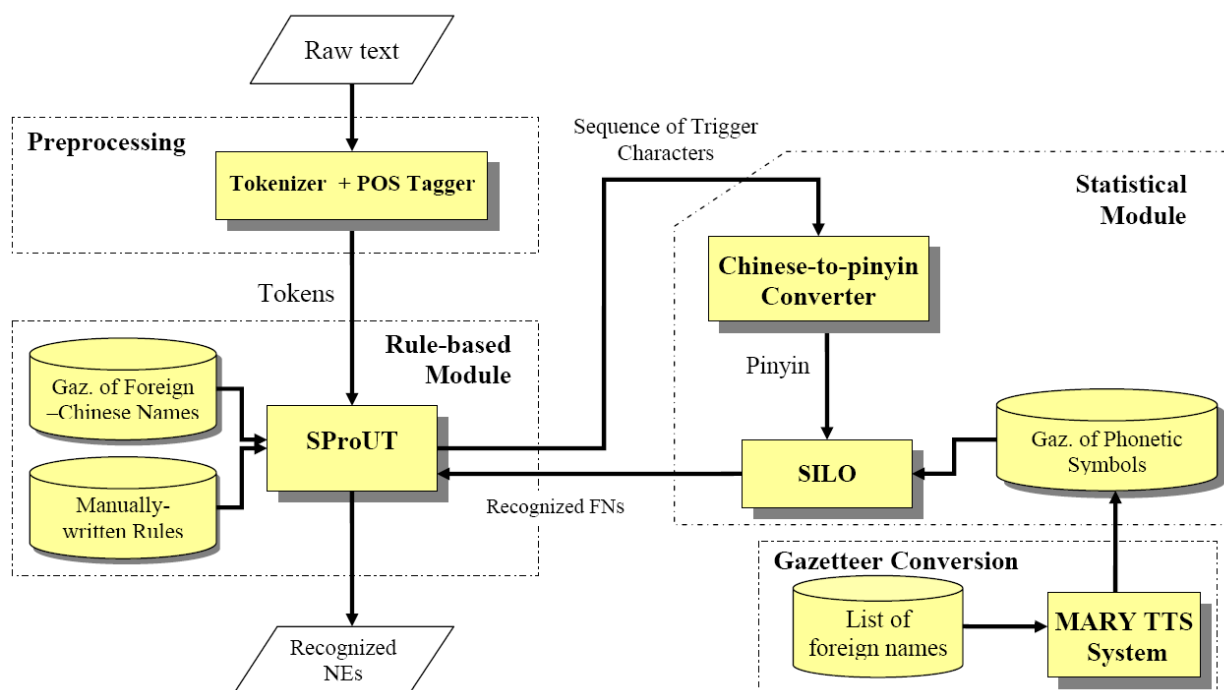 Raw text
Preprocessing
Tokenizer + POS Tagger
Sequence of Trigger
Characters
Statistical
Module
Chinese-to-pinyin
Converter
Tokens
Rule-based
Module
Gaz. of Foreign
–Chinese Names
SProUT
Manually-
written Rules
Pinyin
SILO
Gaz. of Phonetic
Symbols
Recognized FNs
Gazetteer Conversion
List of
foreign names
MARY TTS
System
Recognized
NEs